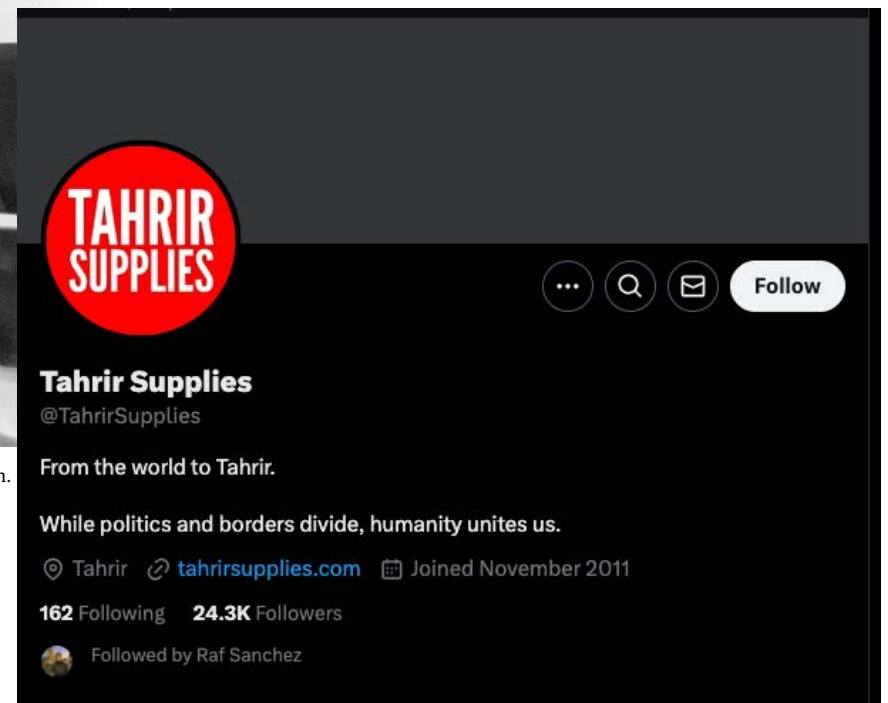 TAHRIR
SUPPLIES
Follow
Tahrir Supplies
@TahrirSupplies
From the world to Tahrir.
While politics and borders divide, humanity unites us.
Tahrir tahrirsupplies.com Joined November 2011
162 Following 24.3K Followers
Followed by Raf Sanchez